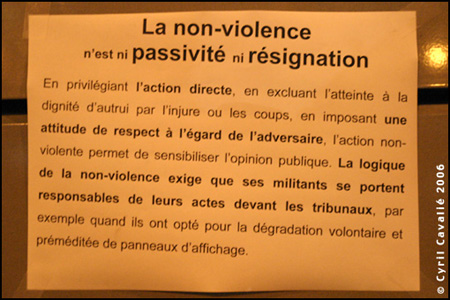 La non-violence
n'est ni passivité ni résignation
En privilégiant l'action directe, en excluant l'atteinte à la
dignité d'autrui par l'injure ou les coups, en imposant une
attitude de respect à l'égard de l'adversaire, l'action non-
violente permet de sensibiliser l'opinion publique. La logique
de la non-violence exige que ses militants se portent
responsables de leurs actes devant les tribunaux, par
exemple quand ils ont opté pour la dégradation volontaire et
préméditée de panneaux d'affichage.
© Cyril Cavalié 2006